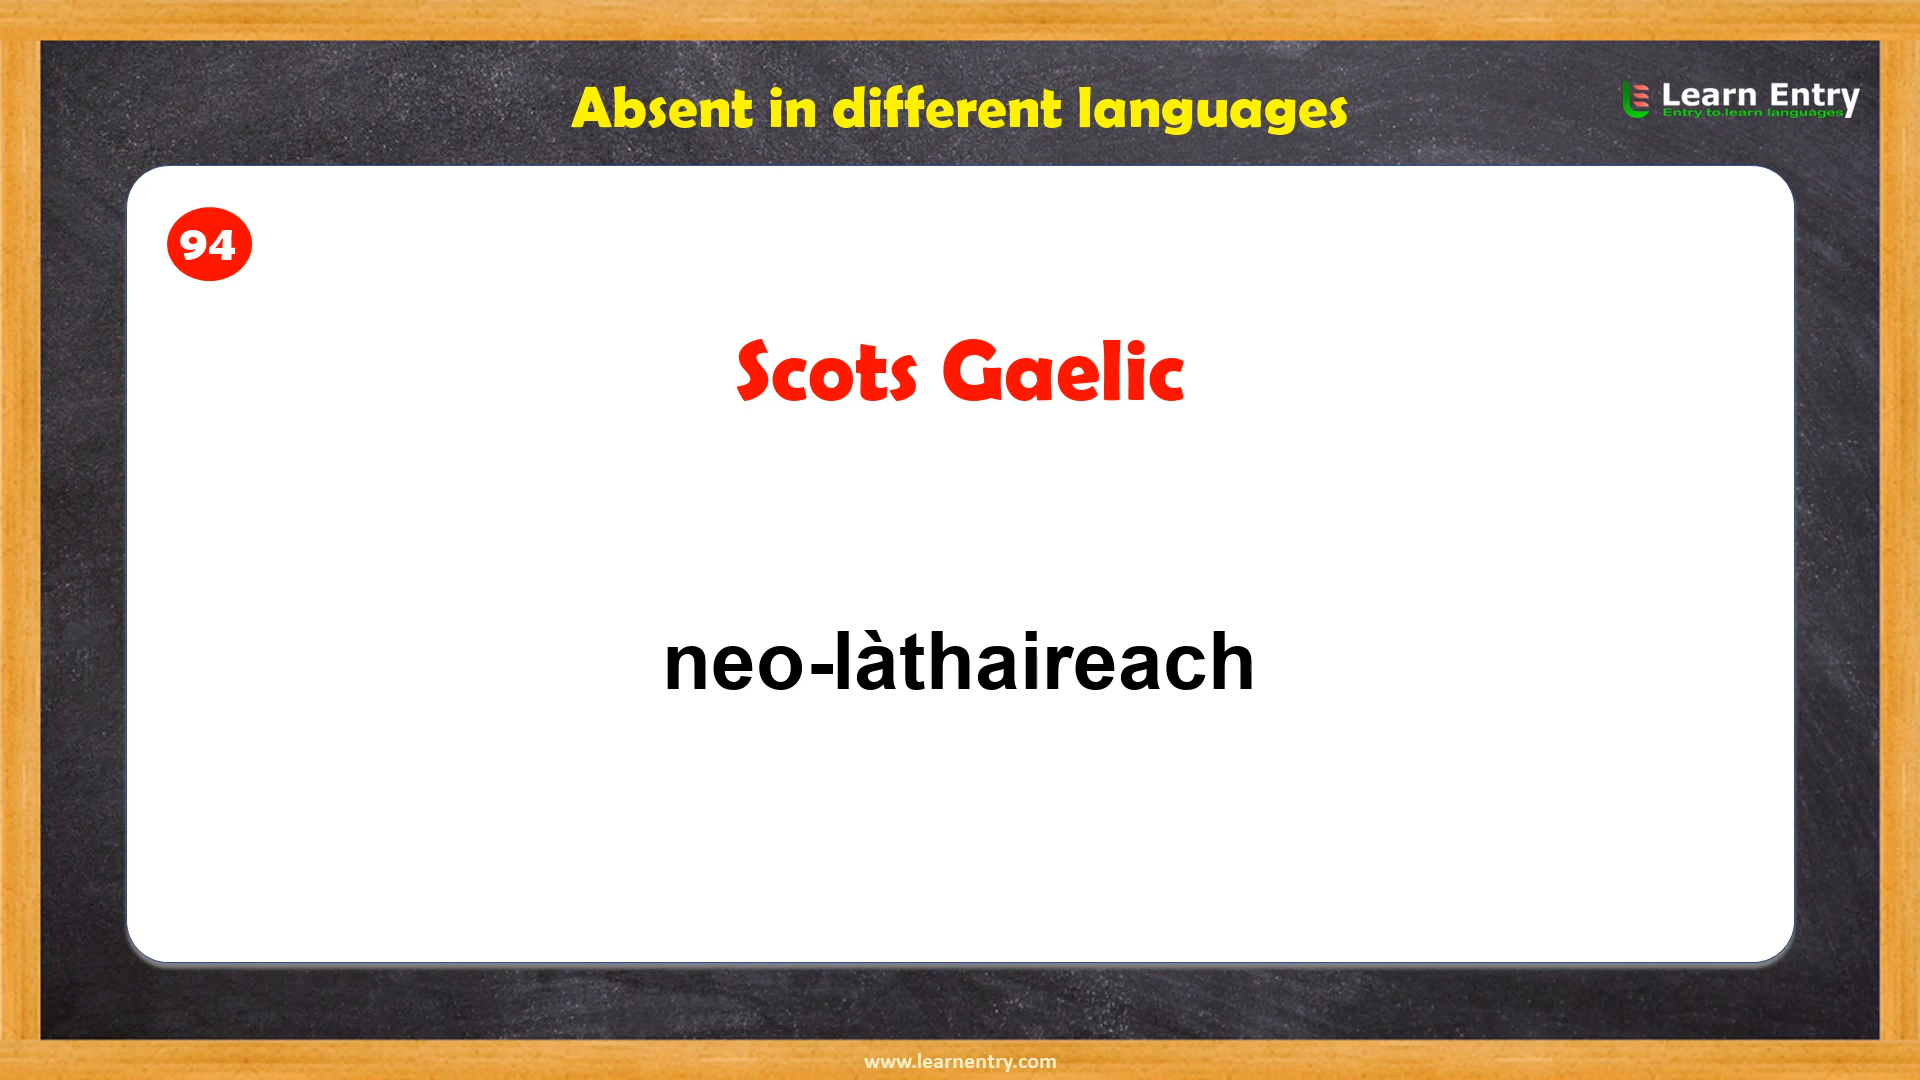 Absent in different languages
Learn Entry
Entry to learn languages
94
Scots Gaelic
neo-làthaireach
www.learnentry.com